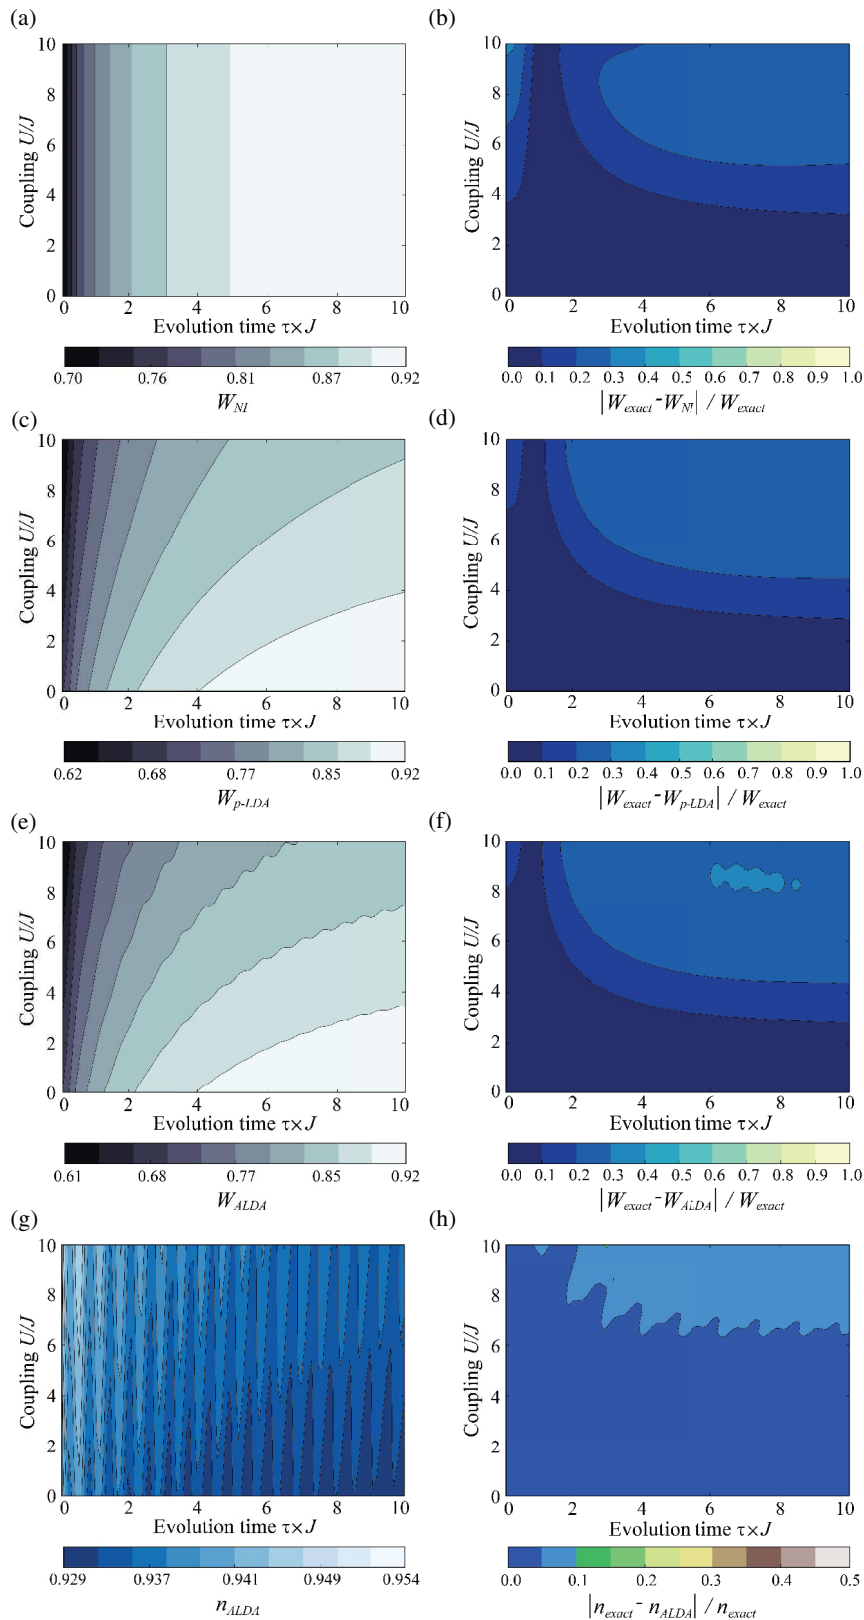 (a) (b)
10 8 6 4 2 0
Coupling U/J
0 2 4 6 8 10
Evolution time τ×J
0.70 0.76 0.81 0.87 0.92
W_NI
10 8 6 4 2 0
Coupling U/J
0 2 4 6 8 10
Evolution time τ×J
0.0 0.1 0.2 0.3 0.4 0.5 0.6 0.7 0.8 0.9 1.0
|W_exact - W_NI| / W_exact
(c) (d)
10 8 6 4 2 0
Coupling U/J
0 2 4 6 8 10
Evolution time τ×J
0.62 0.68 0.77 0.85 0.92
W_p-LDA
10 8 6 4 2 0
Coupling U/J
0 2 4 6 8 10
Evolution time τ×J
0.0 0.1 0.2 0.3 0.4 0.5 0.6 0.7 0.8 0.9 1.0
|W_exact - W_p-LDA| / W_exact
(e) (f)
10 8 6 4 2 0
Coupling U/J
0 2 4 6 8 10
Evolution time τ×J
0.61 0.68 0.77 0.85 0.92
W_ALDA
10 8 6 4 2 0
Coupling U/J
0 2 4 6 8 10
Evolution time τ×J
0.0 0.1 0.2 0.3 0.4 0.5 0.6 0.7 0.8 0.9 1.0
|W_exact - W_ALDA| / W_exact
(g) (h)
10 8 6 4 2 0
Coupling U/J
0 2 4 6 8 10
Evolution time τ×J
0.929 0.937 0.941 0.949 0.954
n_ALDA
10 8 6 4 2 0
Coupling U/J
0 2 4 6 8 10
Evolution time τ×J
0.0 0.1 0.2 0.3 0.4 0.5
|n_exact - n_ALDA| / n_exact